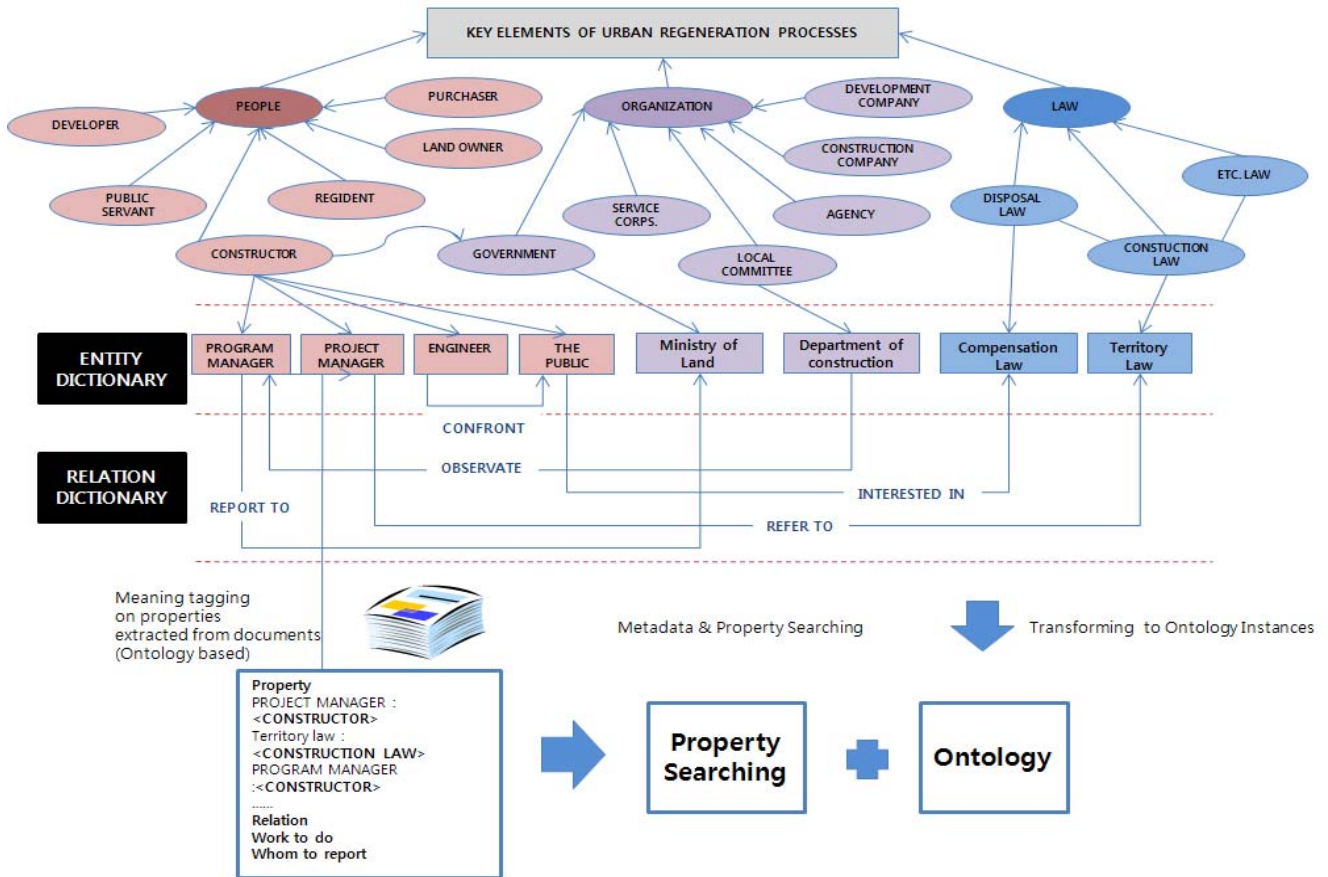 KEY ELEMENTS OF URBAN REGENERATION PROCESSES
PEOPLE
PURCHASER
DEVELOPER
LAND OWNER
PUBLIC
SERVANT
REGIDENT
CONSTRUCTOR
ORGANIZATION
DEVELOPMENT
COMPANY
CONSTRUCTION
COMPANY
SERVICE
CORPS.
AGENCY
GOVERNMENT
LOCAL
COMMITTEE
LAW
ETC. LAW
DISPOSAL
LAW
CONSTUCTION
LAW
ENTITY
DICTIONARY
PROGRAM
MANAGER
PROJECT
MANAGER
ENGINEER
THE
PUBLIC
Ministry of
Land
Department of
construction
Compensation
Law
Territory
Law
RELATION
DICTIONARY
CONFRONT
OBSERVATE
INTERESTED IN
REPORT TO
REFER TO
Meaning tagging
on properties
extracted from documents
(Ontology based)
Metadata & Property Searching
Transforming to Ontology Instances
Property
PROJECT MANAGER :
<CONSTRUCTOR>
Territory law :
<CONSTRUCTION LAW>
PROGRAM MANAGER
:<CONSTRUCTOR>
......
Relation
Work to do
Whom to report
Property
Searching
Ontology